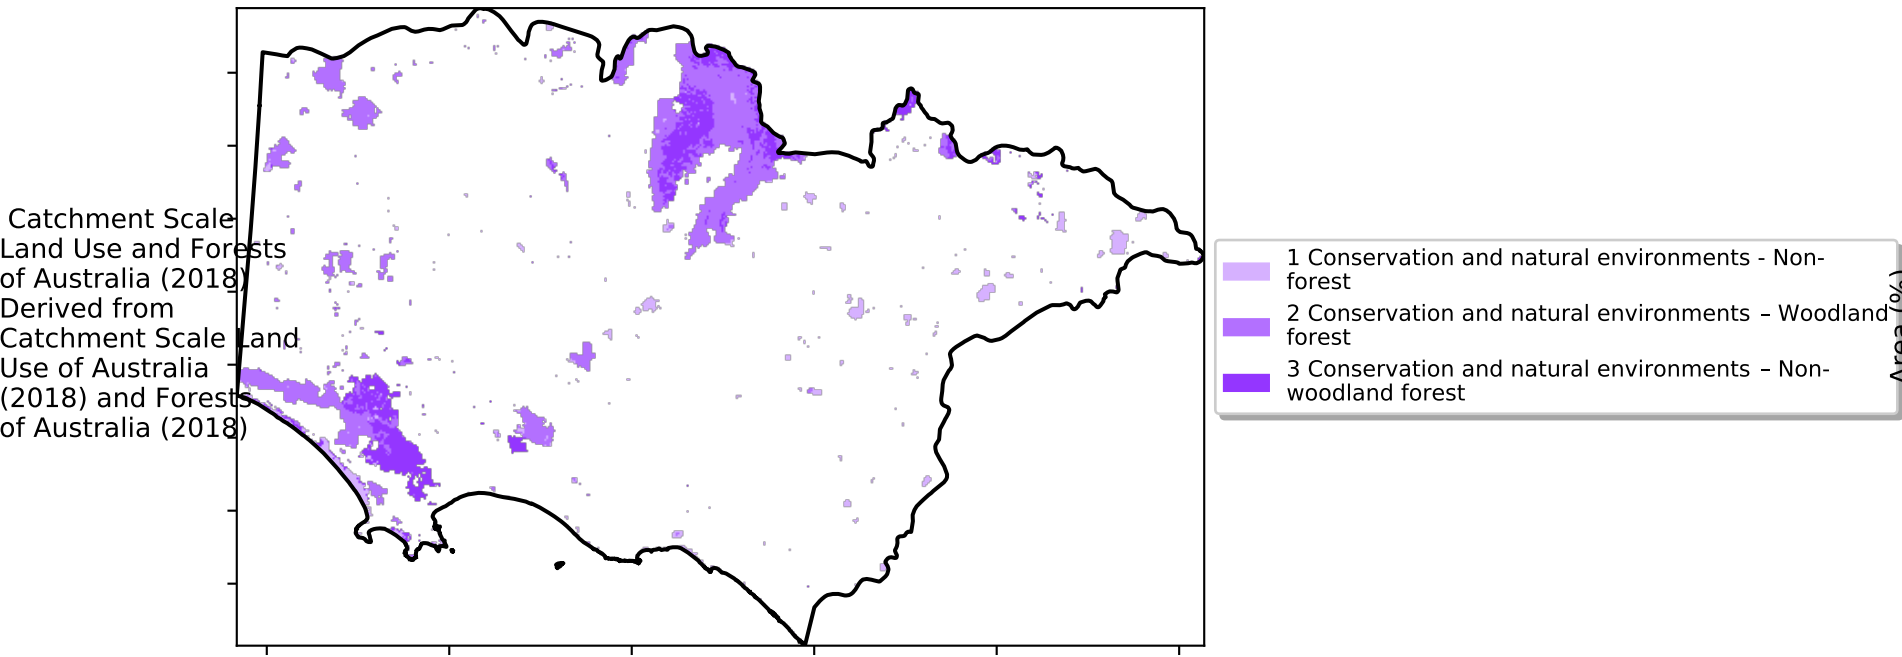 Catchment Scale
Land Use and Forests
of Australia (2018)
Derived from
Catchment Scale Land
Use of Australia
(2018) and Forests
of Australia (2018)
1 Conservation and natural environments - Non-
forest
2 Conservation and natural environments – Woodland
forest
3 Conservation and natural environments – Non-
woodland forest
Area (%)